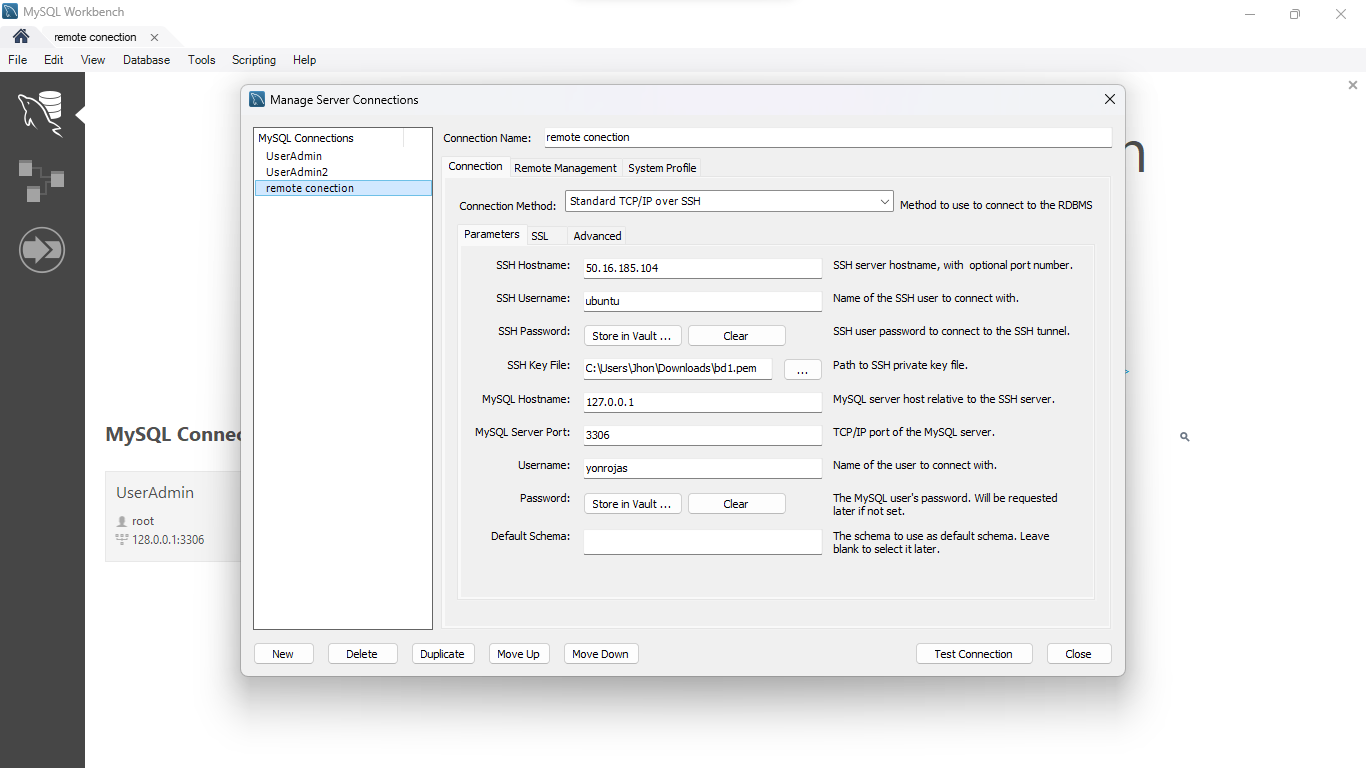 MySQL Workbench
remote conection
File Edit View Database Tools Scripting Help
Manage Server Connections
MySQL Connections
UserAdmin
UserAdmin2
remote conection
Connection Name: remote conection
Connection Remote Management System Profile
Connection Method: Standard TCP/IP over SSH Method to use to connect to the RDBMS
Parameters SSL Advanced
SSH Hostname: 50.16.185.104 SSH server hostname, with optional port number.
SSH Username: ubuntu Name of the SSH user to connect with.
SSH Password: Store in Vault ... Clear SSH user password to connect to the SSH tunnel.
SSH Key File: C:\Users\Jhon\Downloads\bd1.pem ... Path to SSH private key file.
MySQL Hostname: 127.0.0.1 MySQL server host relative to the SSH server.
MySQL Server Port: 3306 TCP/IP port of the MySQL server.
Username: yonrojas Name of the user to connect with.
Password: Store in Vault ... Clear The MySQL user's password. Will be requested
later if not set.
Default Schema: The schema to use as default schema. Leave
blank to select it later.
New Delete Duplicate Move Up Move Down Test Connection Close
n
MySQL Connec
UserAdmin
root
128.0.0.1:3306